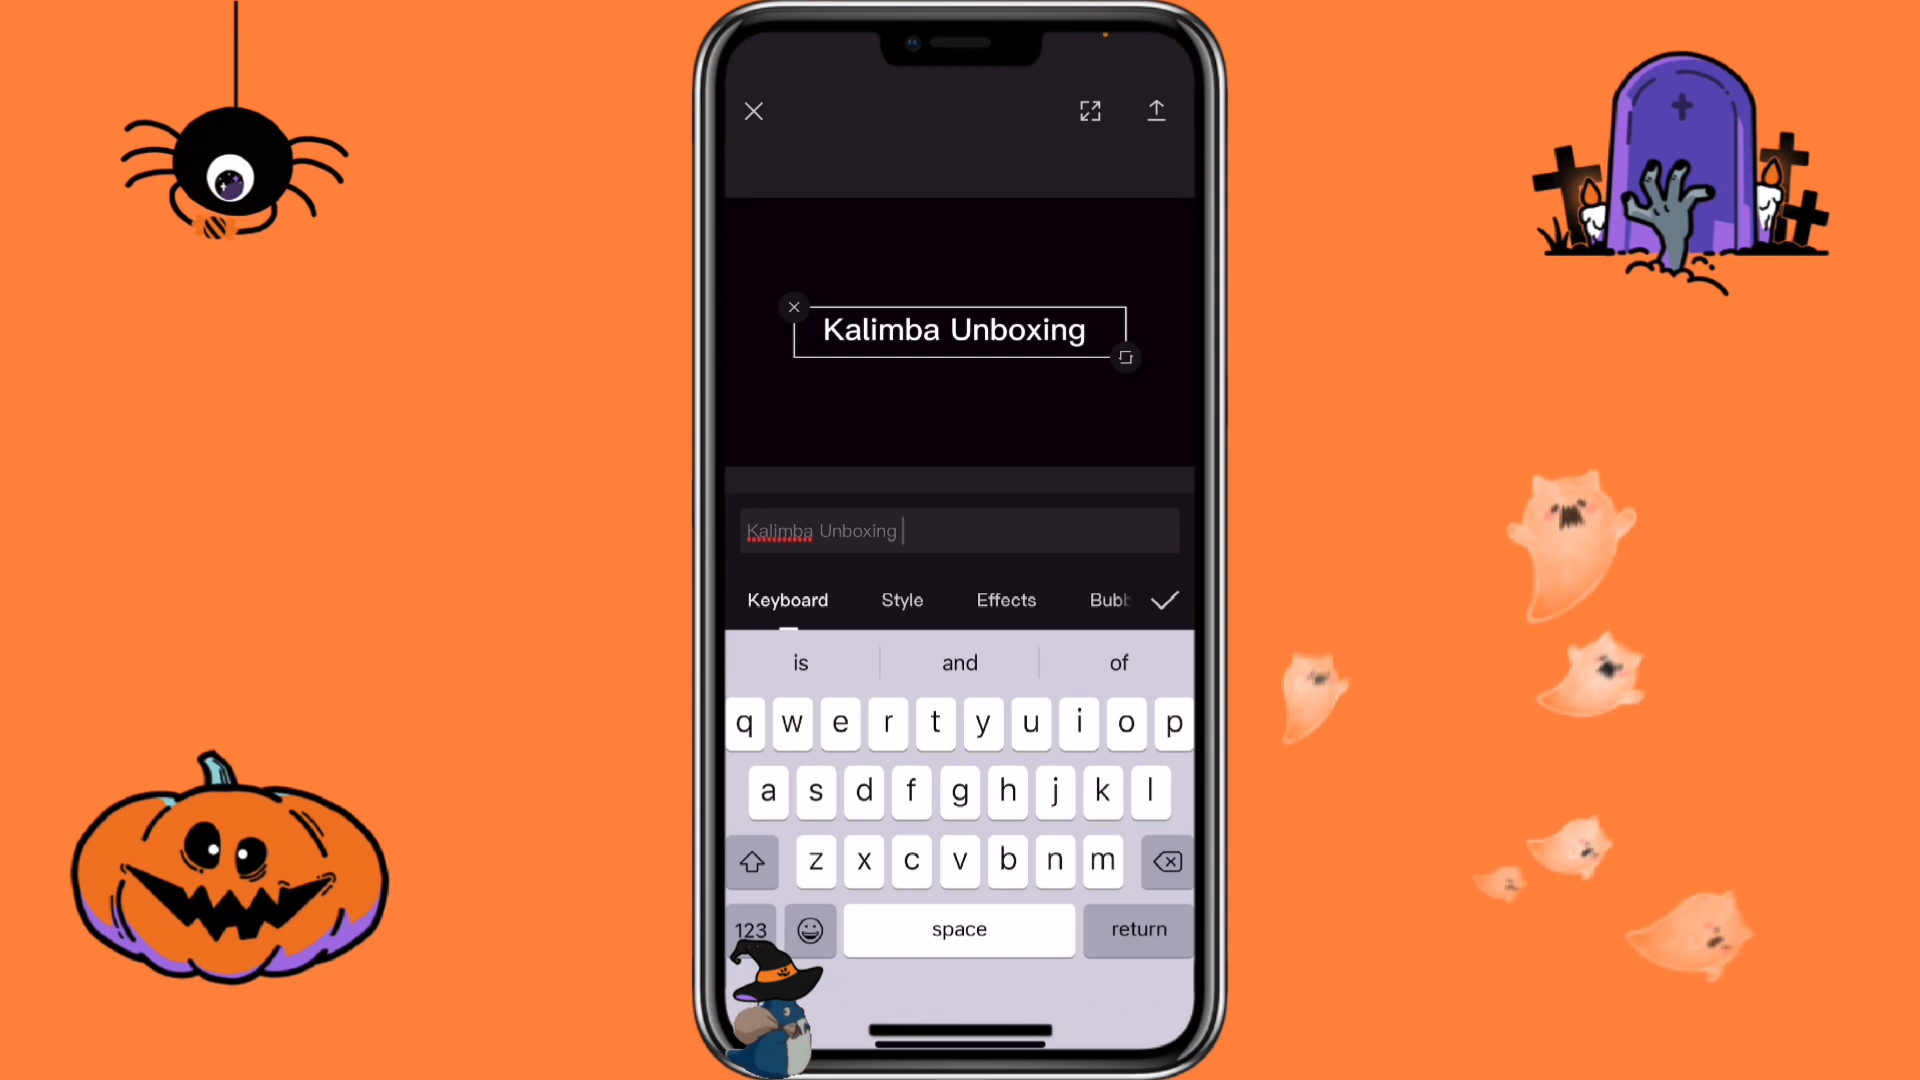 Kalimba Unboxing
Kalimba Unboxing
Keyboard Style Effects Bubb
is and of
q w e r t y u i o p
a s d f g h j k l
z x c v b n m
123 space return